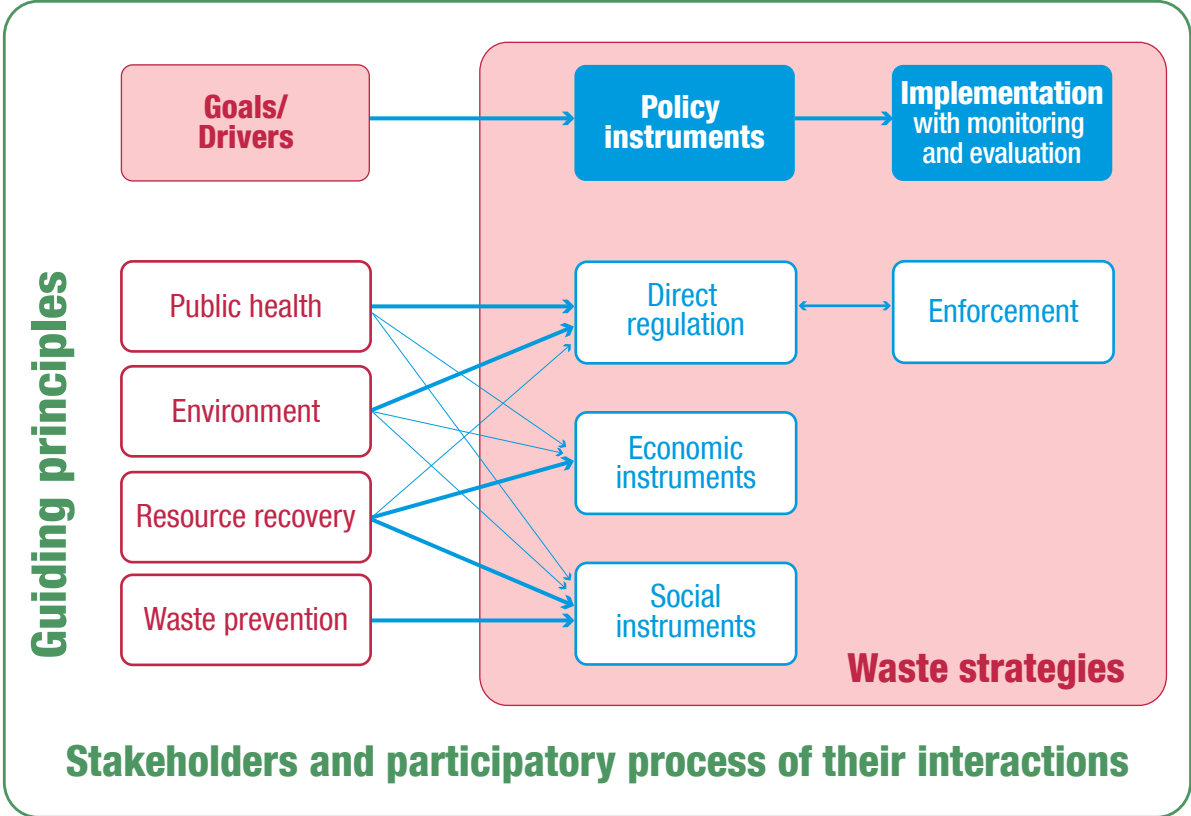 Goals/
Drivers
Policy
instruments
Implementation
with monitoring
and evaluation
Guiding principles
Public health
Environment
Resource recovery
Waste prevention
Direct
regulation
Economic
instruments
Social
instruments
Enforcement
Waste strategies
Stakeholders and participatory process of their interactions